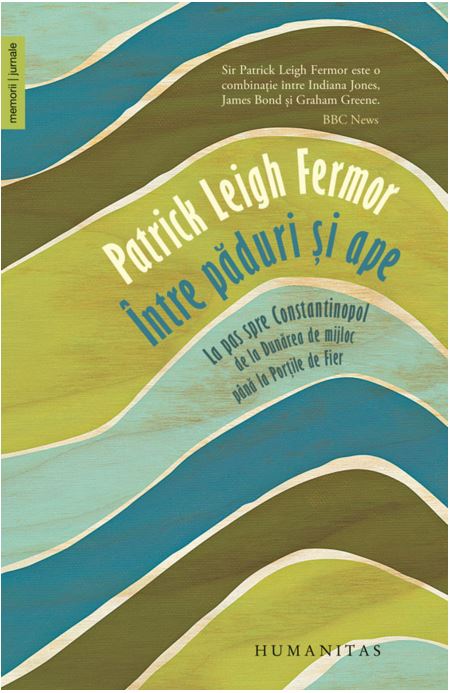 memorii | jurnale
Sir Patrick Leigh Fermor este o
combinație între Indiana Jones,
James Bond și Graham Greene.
BBC News
Patrick Leigh Fermor
Între păduri și ape
La pas spre Constantinopol
de la Dunărea de mijloc
până la Porțile de Fier
HUMANITAS